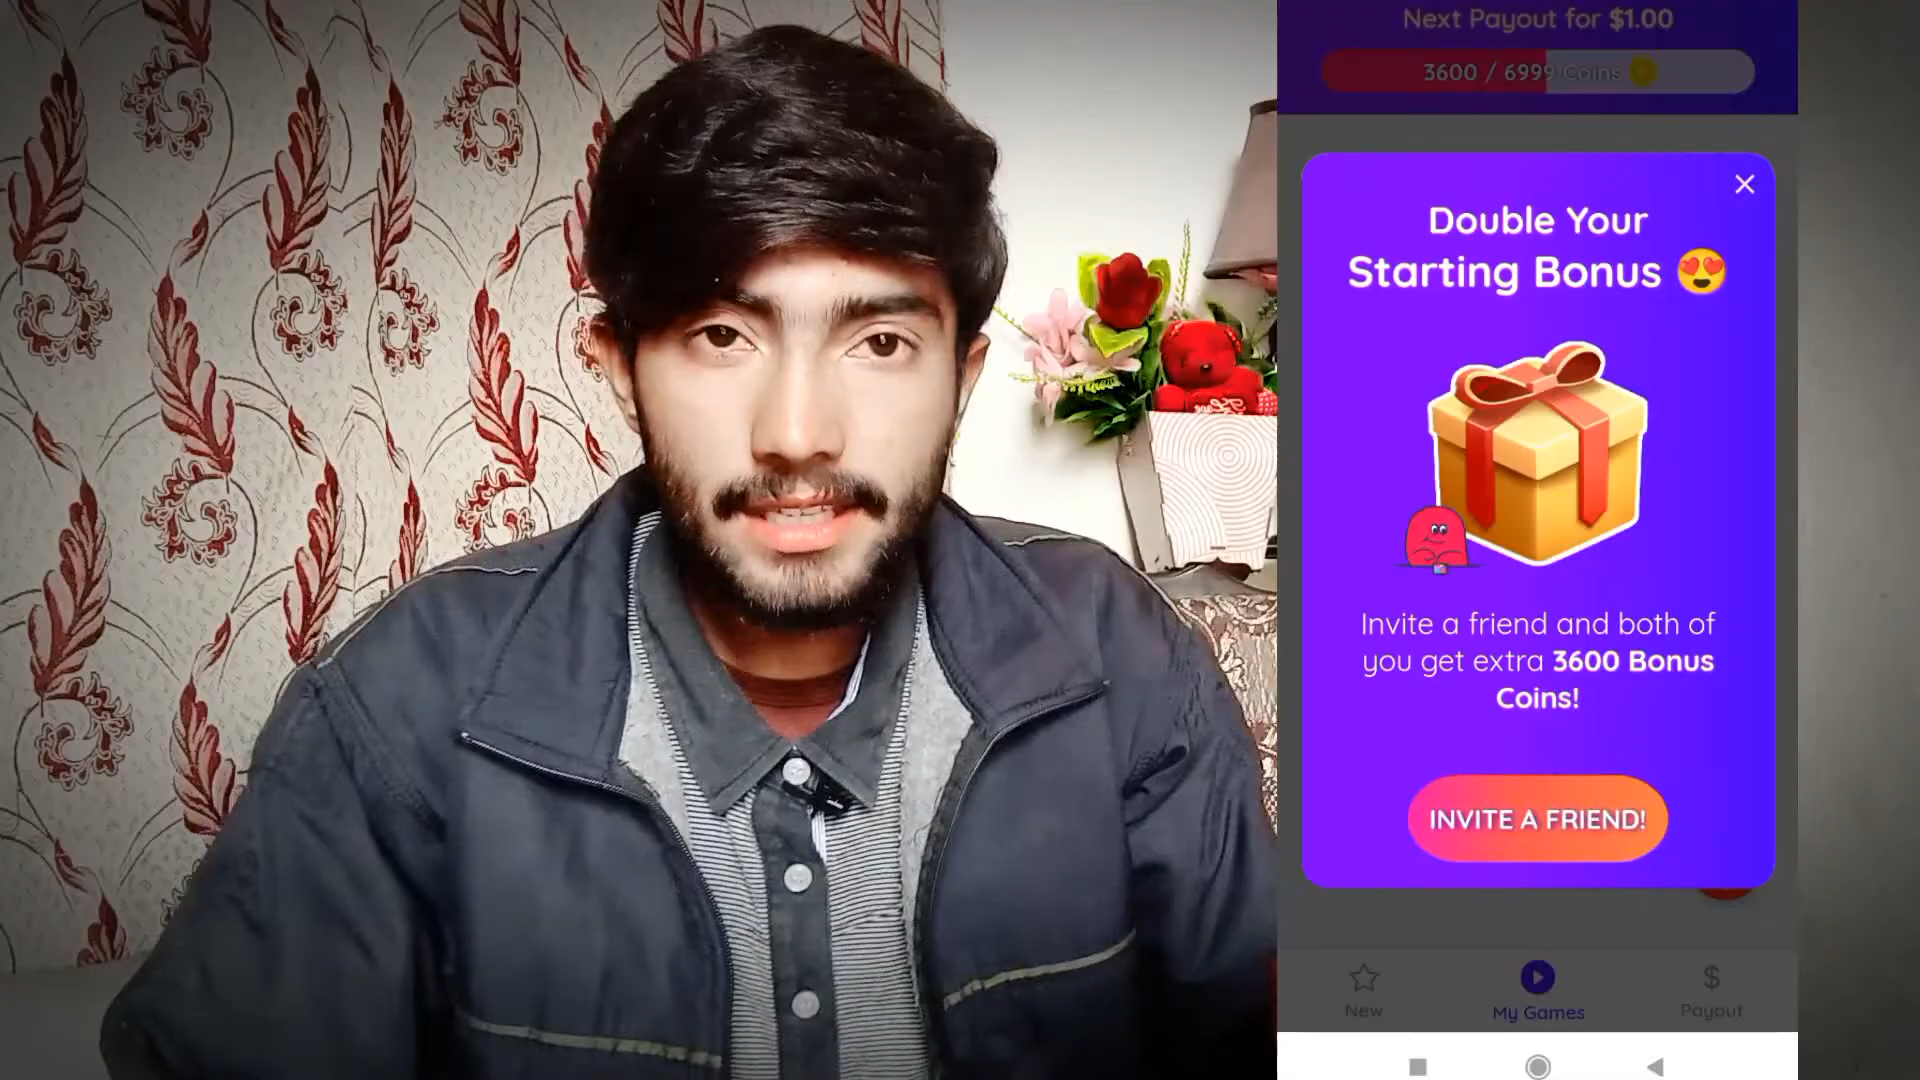 Next Payout for $1.00
3600 / 6999 Coins
Double Your
Starting Bonus 😍
Invite a friend and both of
you get extra 3600 Bonus
Coins!
INVITE A FRIEND!
New
My Games
Payout